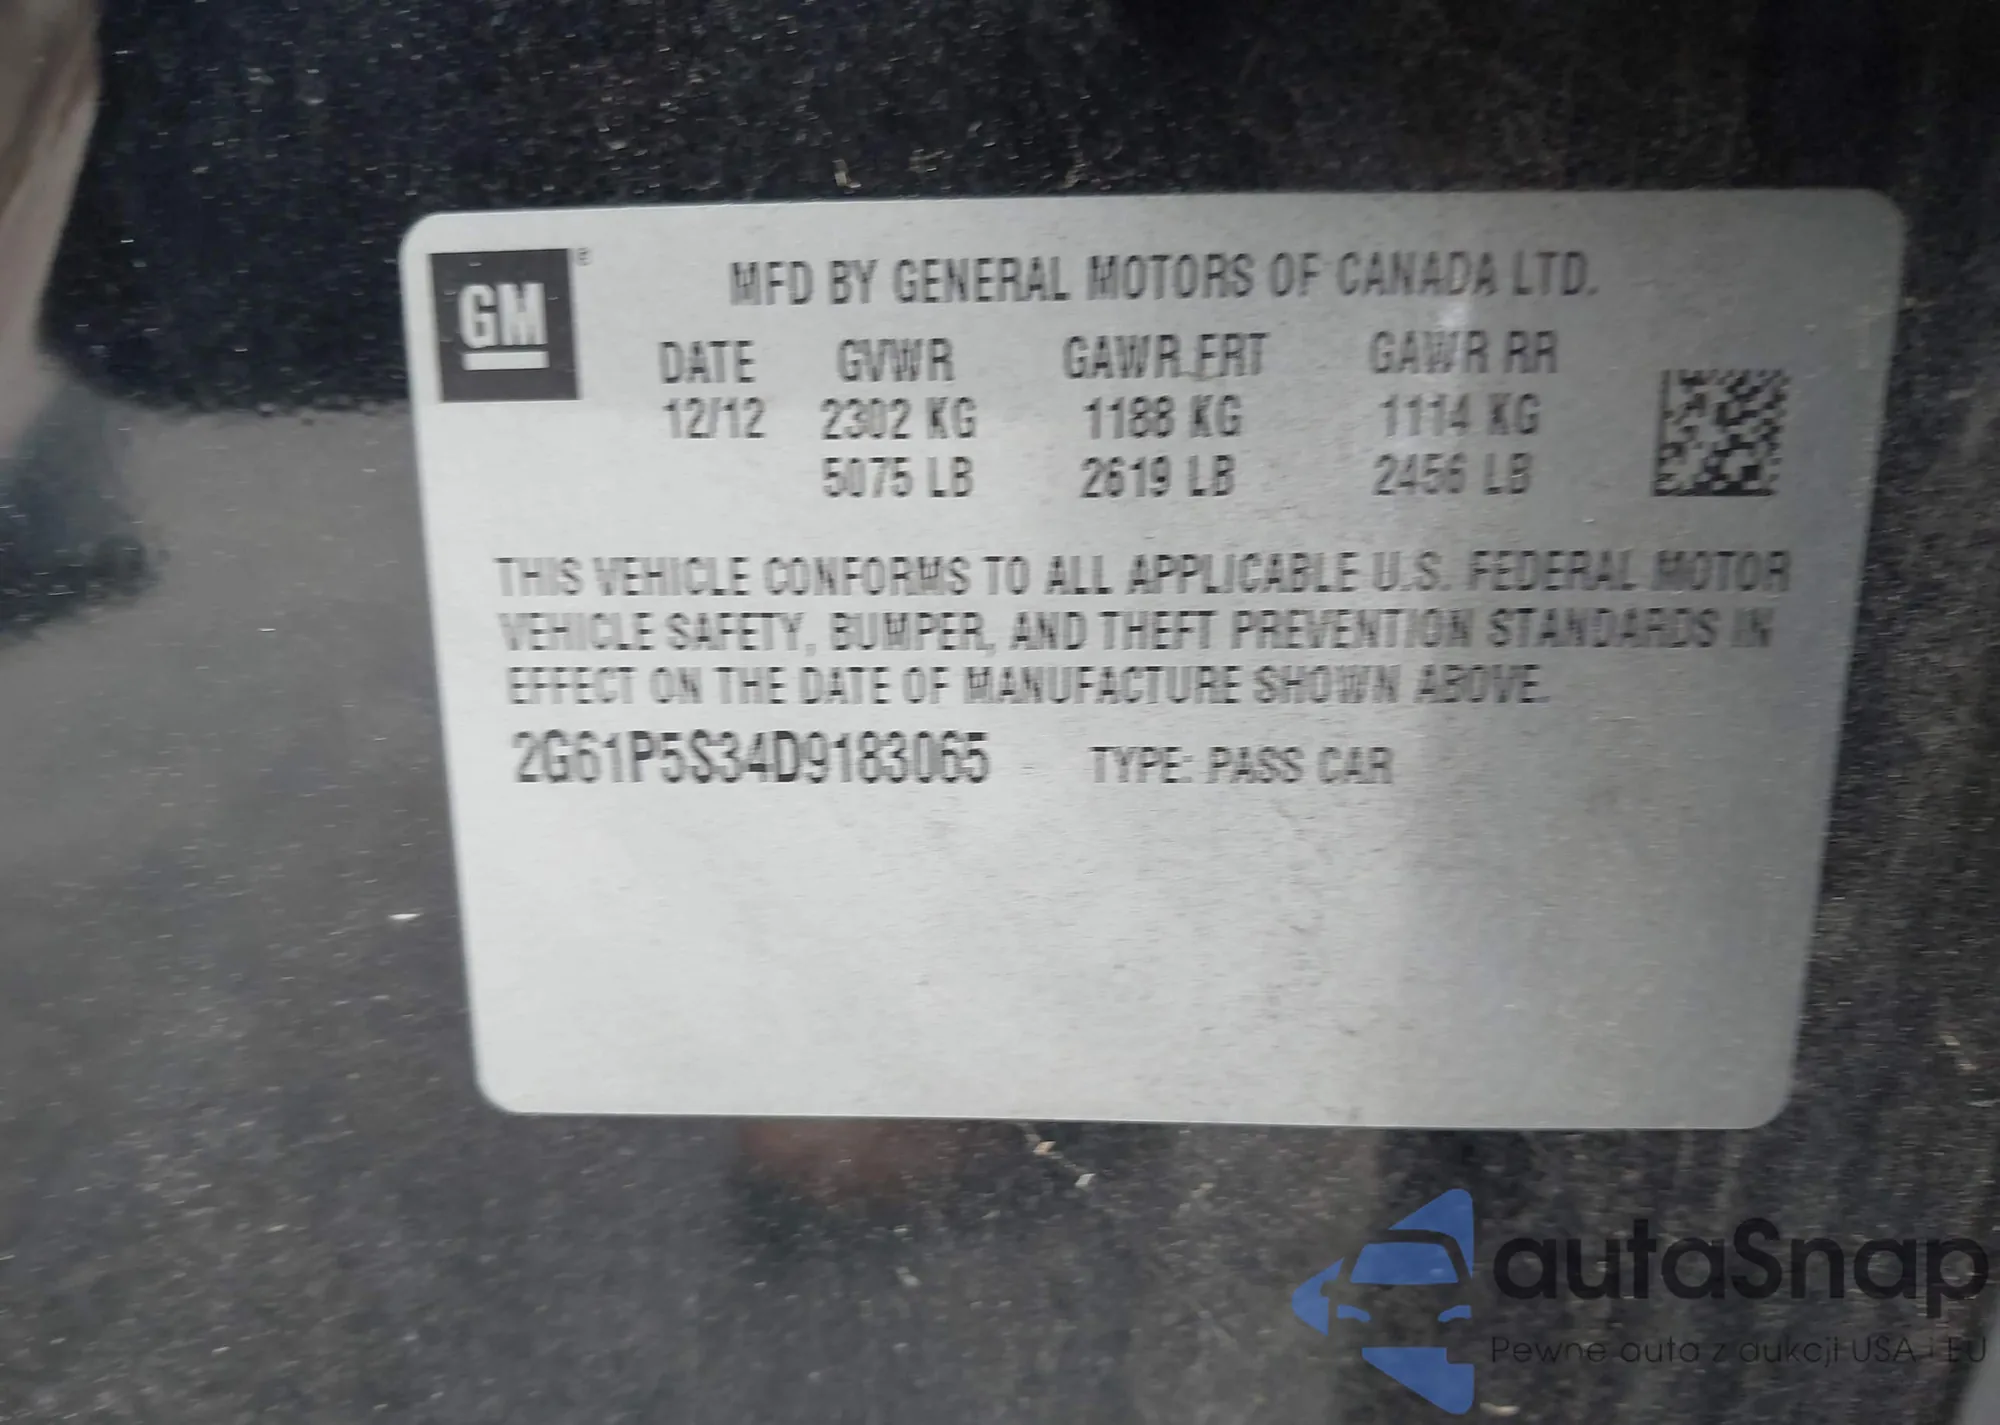 GM®
MFD BY GENERAL MOTORS OF CANADA LTD.
DATE GVWR GAWR FRT GAWR RR
12/12 2302 KG 1188 KG 1114 KG
5075 LB 2619 LB 2456 LB
THIS VEHICLE CONFORMS TO ALL APPLICABLE U.S. FEDERAL MOTOR
VEHICLE SAFETY, BUMPER, AND THEFT PREVENTION STANDARDS IN
EFFECT ON THE DATE OF MANUFACTURE SHOWN ABOVE.
2G61P5S34D9183065 TYPE: PASS CAR
autaSnap
Pewne auta z aukcji USA i EU